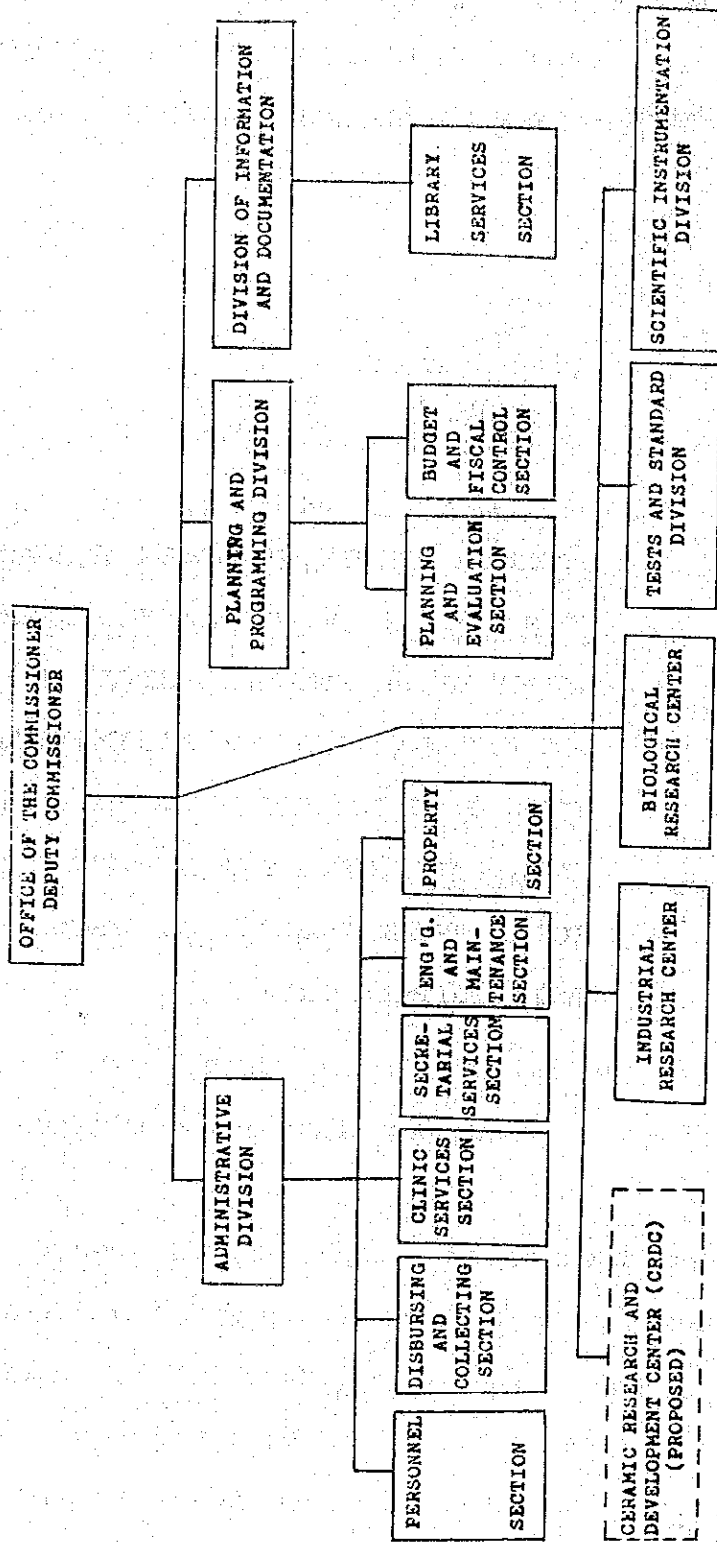 OFFICE OF THE COMMISSIONER
DEPUTY COMMISSIONER
ADMINISTRATIVE
DIVISION
PLANNING AND
PROGRAMMING DIVISION
DIVISION OF INFORMATION
AND DOCUMENTATION
PERSONNEL
SECTION
DISBURSING
AND
COLLECTING
SECTION
CLINIC
SERVICES
SECTION
SECRE-
TARIAL
SERVICES
SECTION
ENG'G.
AND
MAIN-
TENANCE
SECTION
PROPERTY
SECTION
PLANNING
AND
EVALUATION
SECTION
BUDGET
AND
FISCAL
CONTROL
SECTION
LIBRARY
SERVICES
SECTION
CERAMIC RESEARCH AND
DEVELOPMENT CENTER (CRDC)
(PROPOSED)
INDUSTRIAL
RESEARCH CENTER
BIOLOGICAL
RESEARCH CENTER
TESTS AND STANDARD
DIVISION
SCIENTIFIC INSTRUMENTATION
DIVISION